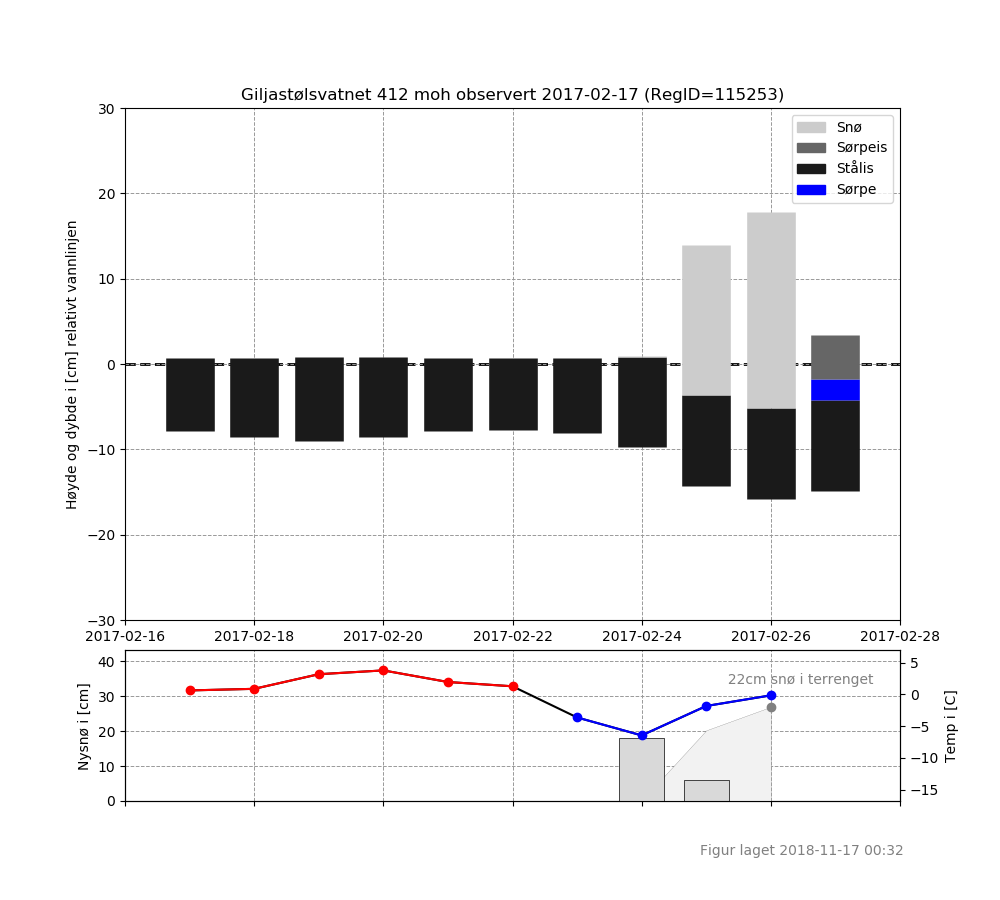 Giljastølsvatnet 412 moh observert 2017-02-17 (RegID=115253)
Høyde og dybde i [cm] relativt vannlinjen
30
20
10
0
−10
−20
−30
Snø
Sørpeis
Stålis
Sørpe
2017-02-16 2017-02-18 2017-02-20 2017-02-22 2017-02-24 2017-02-26 2017-02-28
Nysnø i [cm]
40
30
20
10
0
22cm snø i terrenget
5
0
−5
−10
−15
Temp i [C]
Figur laget 2018-11-17 00:32